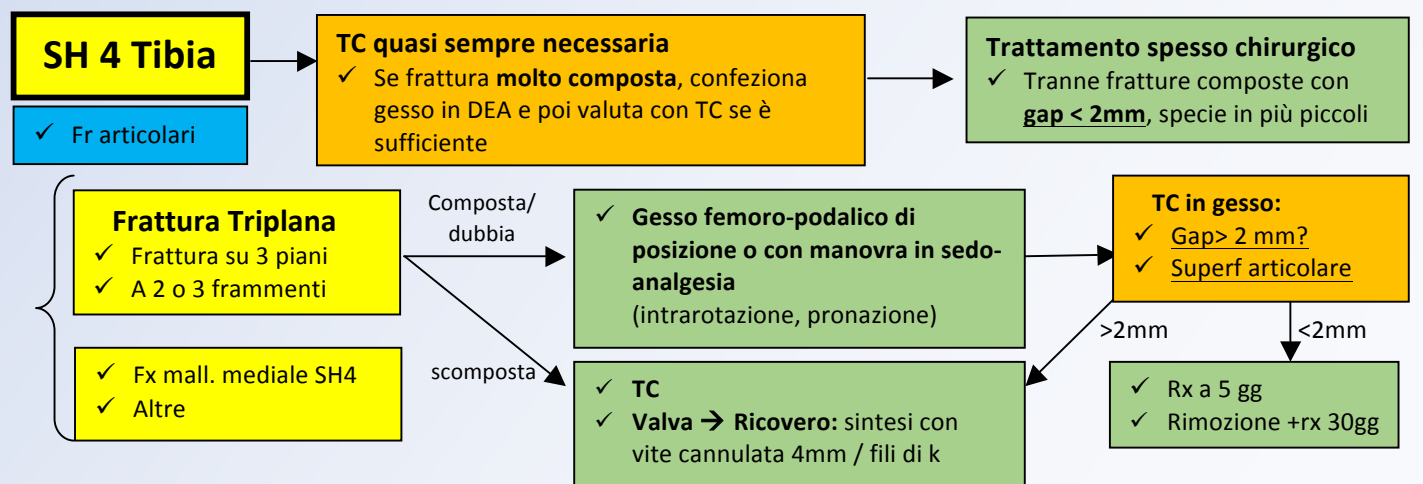 SH 4 Tibia
✓ Fr articolari
TC quasi sempre necessaria
✓ Se frattura molto composta, confeziona
gesso in DEA e poi valuta con TC se è
sufficiente
Trattamento spesso chirurgico
✓ Tranne fratture composte con
gap < 2mm, specie in più piccoli
Frattura Triplana
✓ Frattura su 3 piani
✓ A 2 o 3 frammenti
✓ Fx mall. mediale SH4
✓ Altre
Composta/
dubbia
scomposta
✓ Gesso femoro-podalico di
posizione o con manovra in sedo-
analgesia
(intrarotazione, pronazione)
✓ TC
✓ Valva → Ricovero: sintesi con
vite cannulata 4mm / fili di k
TC in gesso:
✓ Gap> 2 mm?
✓ Superf articolare
>2mm
<2mm
✓ Rx a 5 gg
✓ Rimozione +rx 30gg